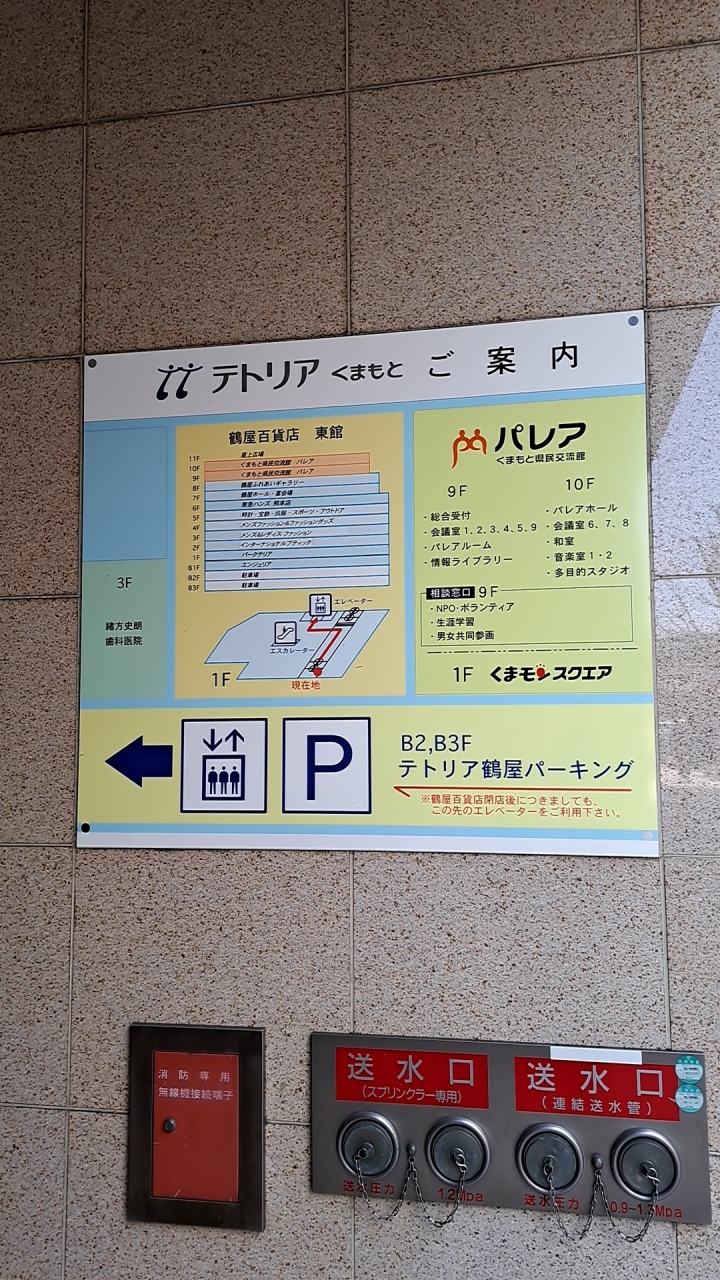 テトリア くまもと ご案内
鶴屋百貨店 東館
11F 屋上広場
10F くまもと県民交流館 パレア
9F くまもと県民交流館 パレア
8F 鶴屋ふれあいギャラリー
7F 鶴屋ホール・宴会場
6F 東急ハンズ 熊本店
5F 時計・宝飾・呉服・スポーツ・アウトドア
4F メンズファッション&ファッショングッズ
3F メンズ&レディス ファッション
2F インターナショナルブティック
1F パークテリア
B1F エンジェリア
B2F 駐車場
B3F 駐車場
エレベーター
エスカレーター
1F
現在地
3F
緒方史朗
歯科医院
パレア
くまもと県民交流館
9F
・総合受付
・会議室1、2、3、4、5、9
・パレアルーム
・情報ライブラリー
10F
・パレアホール
・会議室6、7、8
・和室
・音楽室1・2
・多目的スタジオ
相談窓口 9F
・NPO・ボランティア
・生涯学習
・男女共同参画
1F くまモンスクエア
P
B2,B3F
テトリア鶴屋パーキング
※鶴屋百貨店閉店後につきましても、
この先のエレベーターをご利用下さい。
消防専用
無線機接続端子
送水口
(スプリンクラー専用)
送水圧力 1.2Mpa
送水口
(連結送水管)
送水圧力 0.9~1.3Mpa